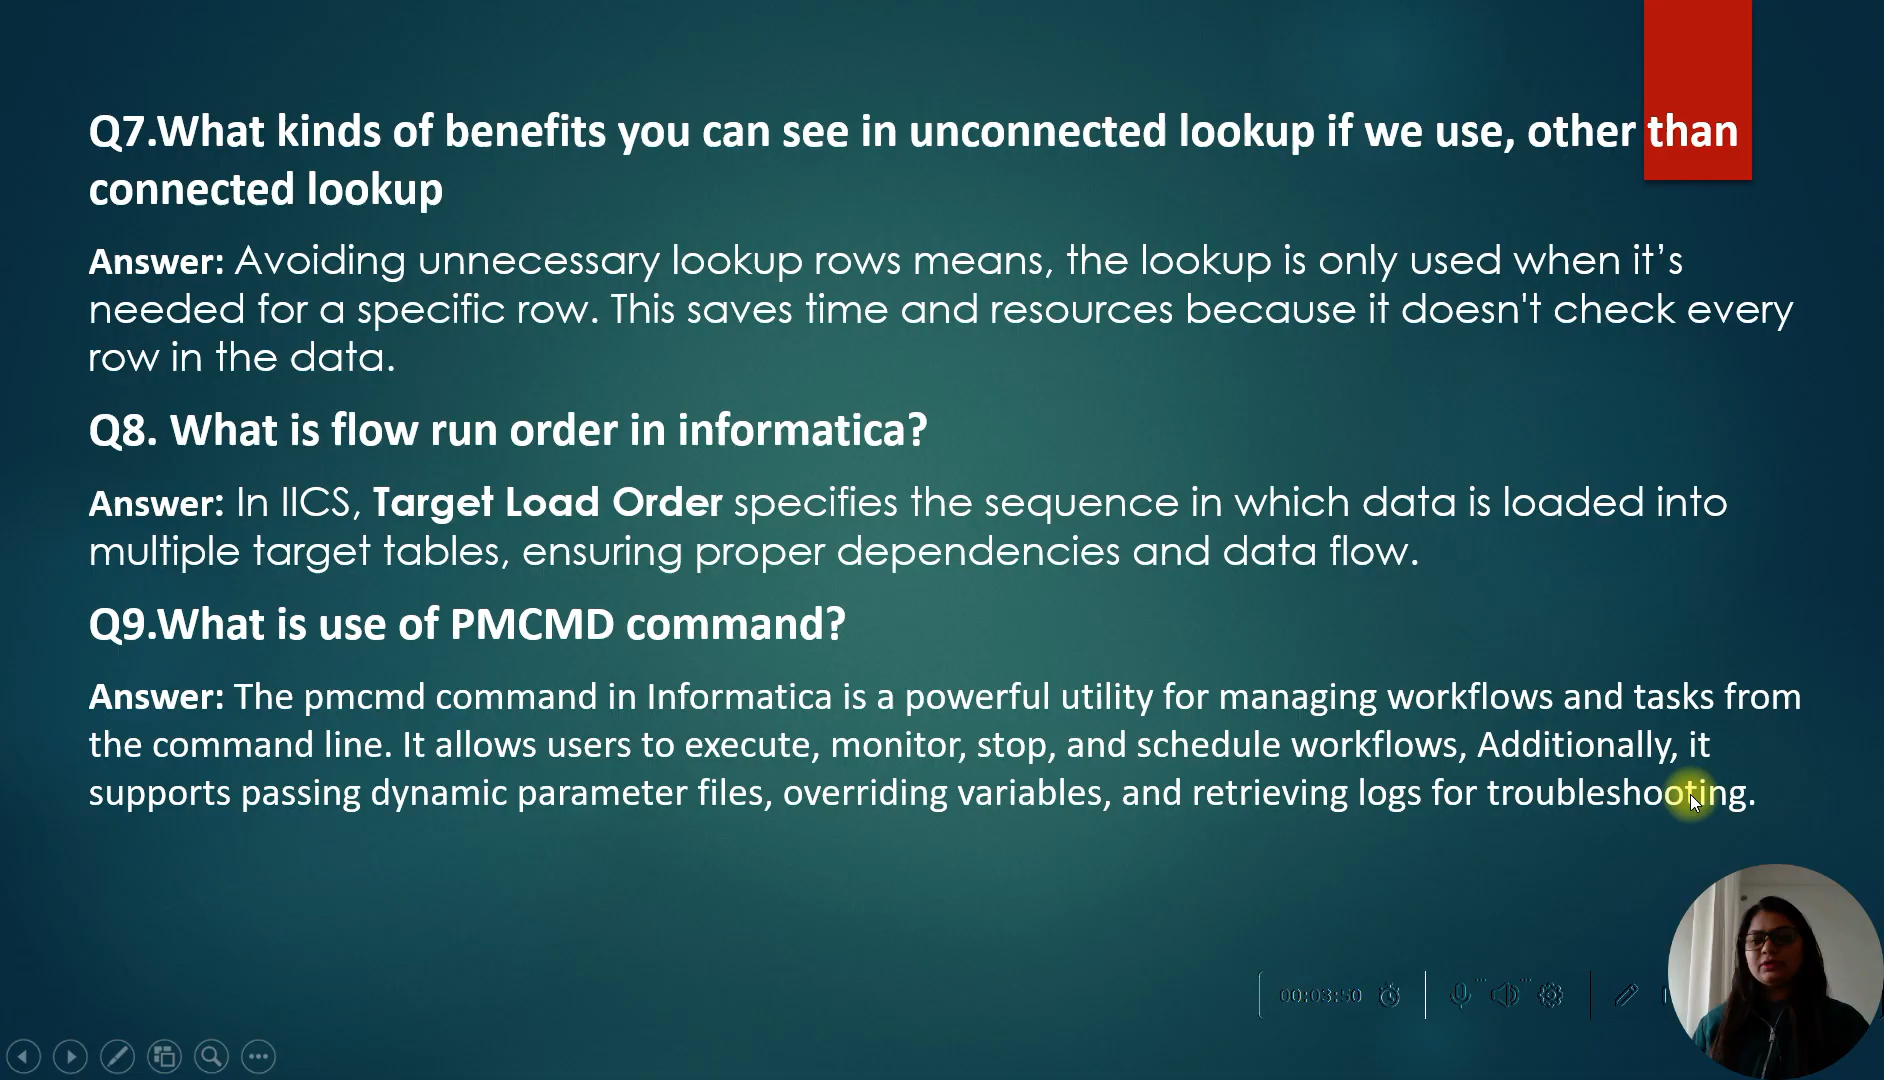 Q7.What kinds of benefits you can see in unconnected lookup if we use, other than
connected lookup
Answer: Avoiding unnecessary lookup rows means, the lookup is only used when it’s
needed for a specific row. This saves time and resources because it doesn't check every
row in the data.
Q8. What is flow run order in informatica?
Answer: In IICS, Target Load Order specifies the sequence in which data is loaded into
multiple target tables, ensuring proper dependencies and data flow.
Q9.What is use of PMCMD command?
Answer: The pmcmd command in Informatica is a powerful utility for managing workflows and tasks from
the command line. It allows users to execute, monitor, stop, and schedule workflows, Additionally, it
supports passing dynamic parameter files, overriding variables, and retrieving logs for troubleshooting.
00:03:50